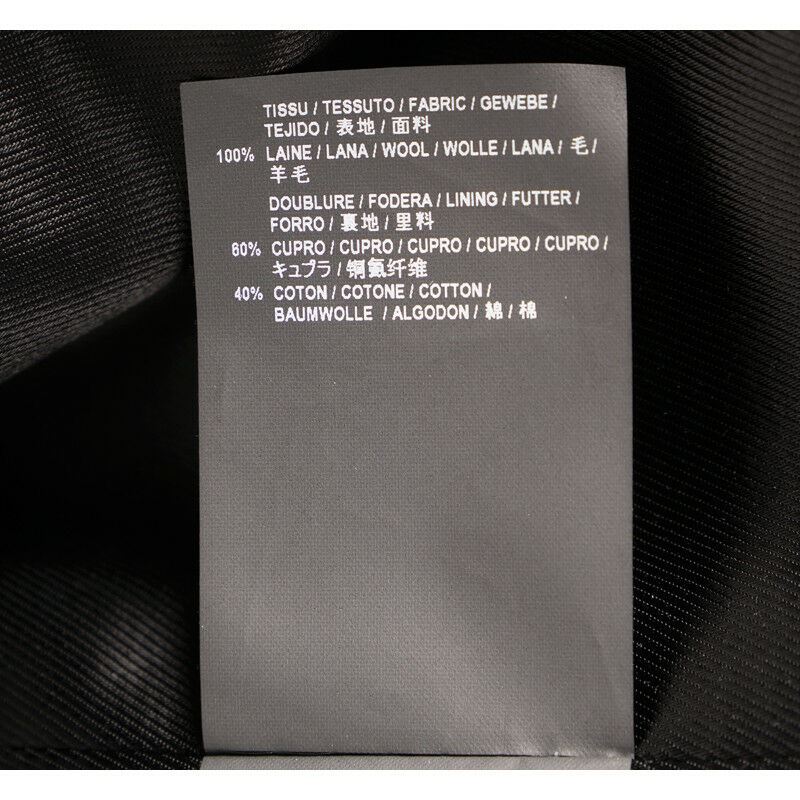 TISSU / TESSUTO / FABRIC / GEWEBE /
TEJIDO / 表地 / 面料
100% LAINE / LANA / WOOL / WOLLE / LANA / 毛 /
羊毛
DOUBLURE / FODERA / LINING / FUTTER /
FORRO / 裏地 / 里料
60% CUPRO / CUPRO / CUPRO / CUPRO / CUPRO /
キュプラ / 铜氨纤维
40% COTON / COTONE / COTTON /
BAUMWOLLE / ALGODON / 綿 / 棉